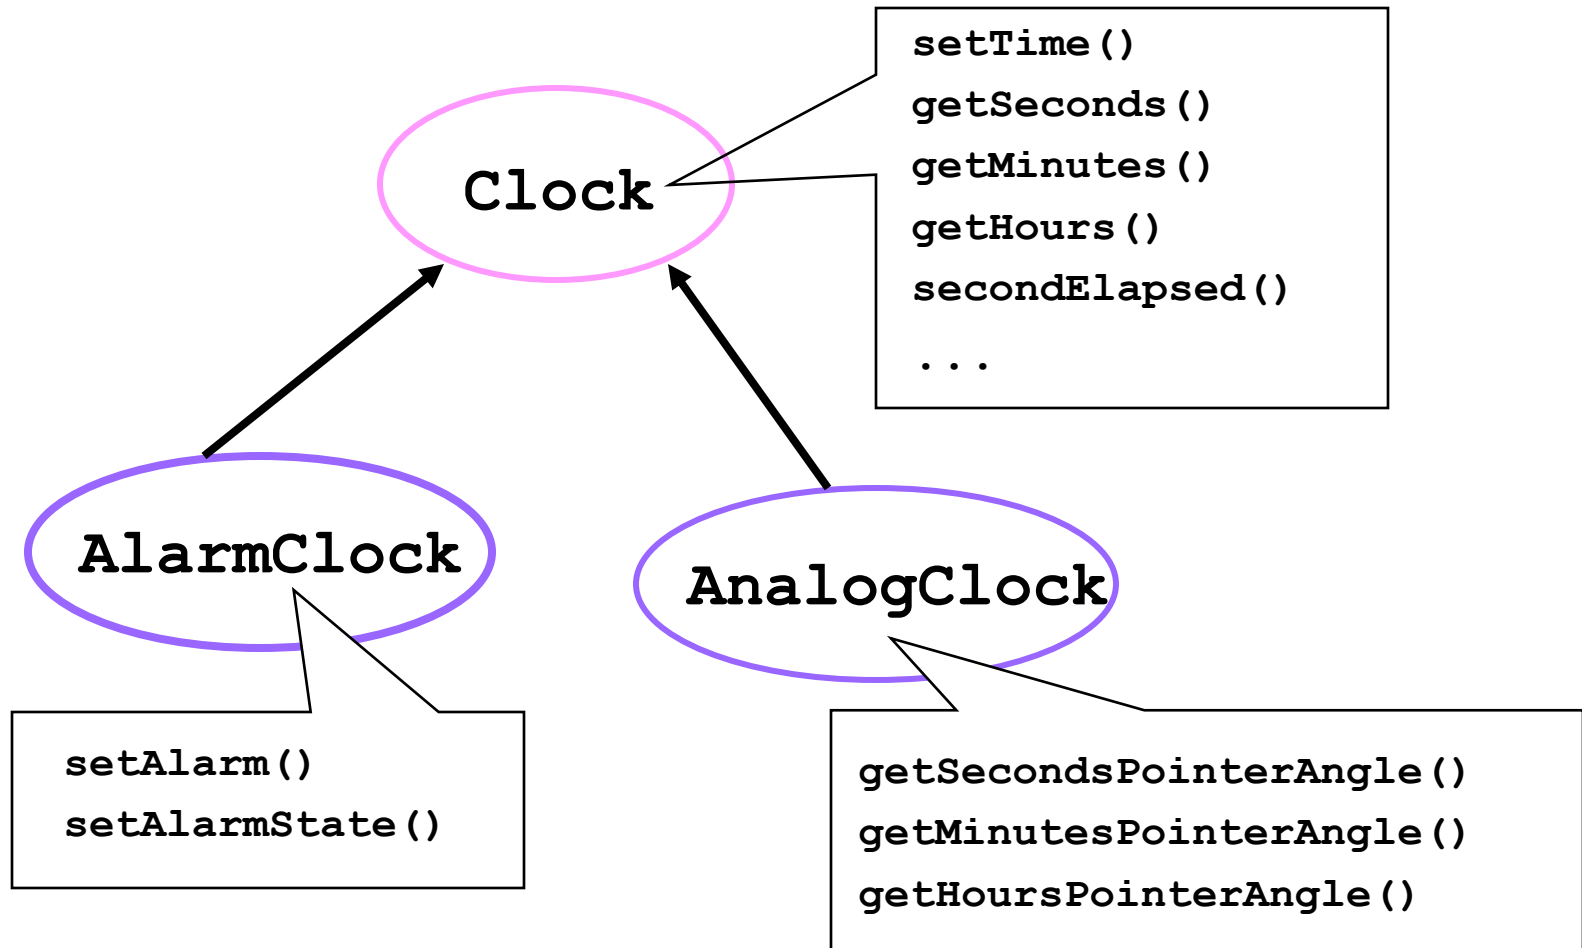 setTime()
getSeconds()
getMinutes()
getHours()
secondElapsed()
...
Clock
AlarmClock
AnalogClock
setAlarm()
setAlarmState()
getSecondsPointerAngle()
getMinutesPointerAngle()
getHoursPointerAngle()